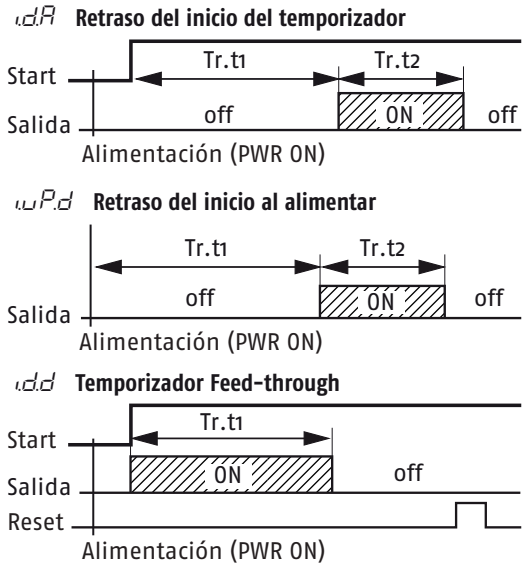 i.d.A Retraso del inicio del temporizador
Tr.t1 Tr.t2
Start
off ON off
Salida
Alimentación (PWR ON)
i.u.P.d Retraso del inicio al alimentar
Tr.t1 Tr.t2
off ON off
Salida
Alimentación (PWR ON)
i.d.d Temporizador Feed-through
Tr.t1
Start
ON off
Salida
Reset
Alimentación (PWR ON)